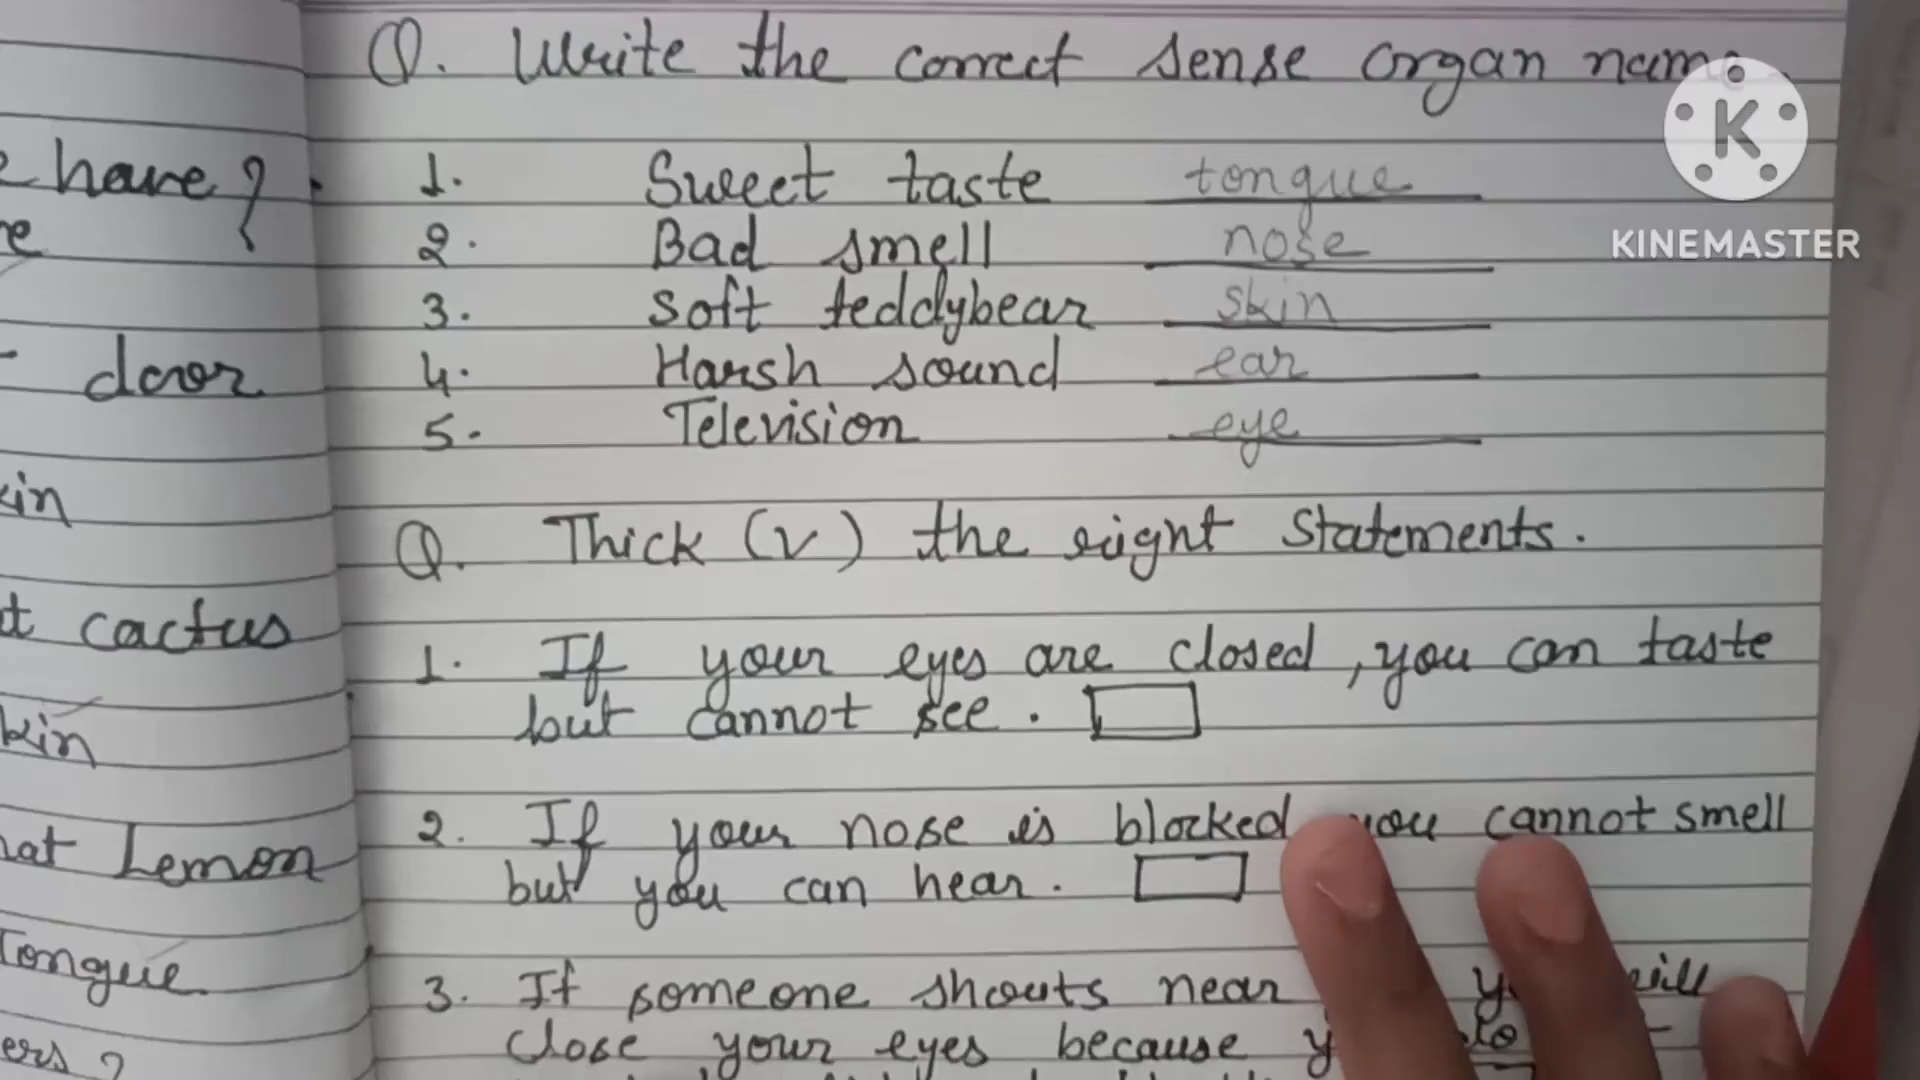 Q. Write the correct sense organ name
1. Sweet taste tongue
2. Bad smell nose
3. Soft teddybear skin
4. Harsh sound ear
5. Television eye
Q. Thick (√) the right statements.
1. If your eyes are closed, you can taste
but cannot see.
2. If your nose is blocked you cannot smell
but you can hear.
3. If someone shouts near will
close your eyes because
have?
door
cactus
Lemon
Tongue
KINEMASTER